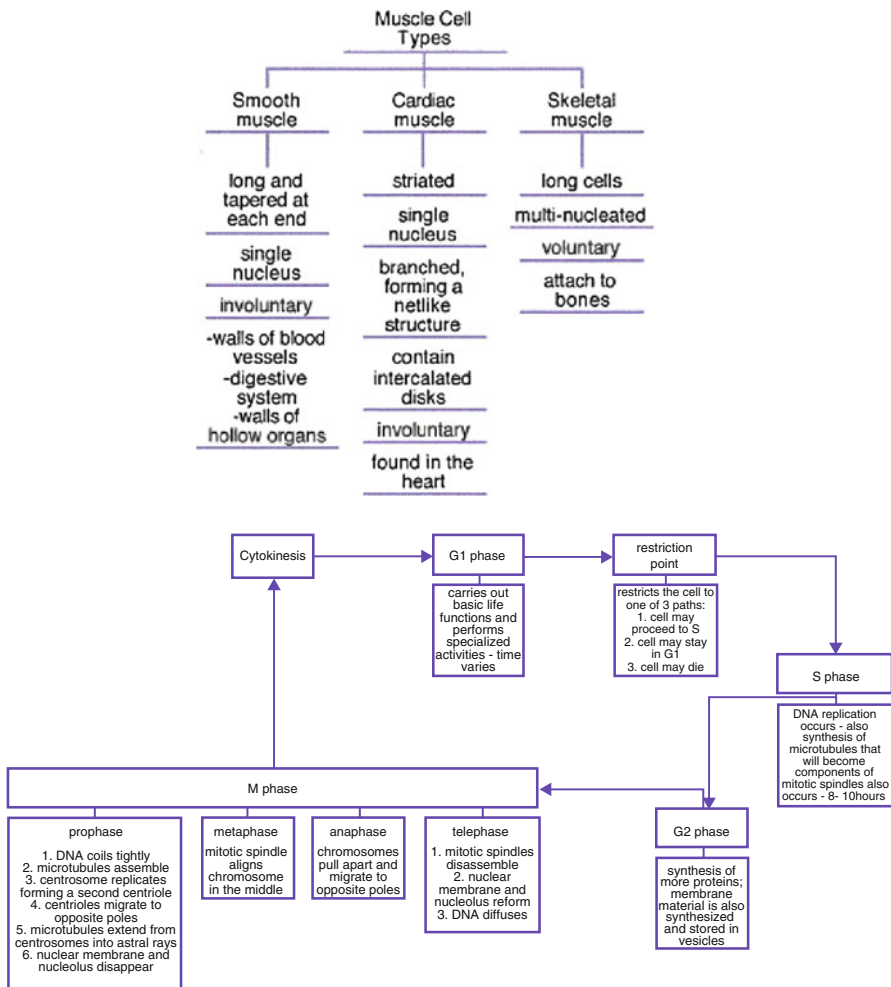 Muscle Cell
Types
Smooth
muscle
long and
tapered at
each end
single
nucleus
involuntary
-walls of blood
vessels
-digestive
system
-walls of
hollow organs
Cardiac
muscle
striated
single
nucleus
branched,
forming a
netlike
structure
contain
intercalated
disks
involuntary
found in the
heart
Skeletal
muscle
long cells
multi-nucleated
voluntary
attach to
bones
Cytokinesis
G1 phase
carries out
basic life
functions and
performs
specialized
activities - time
varies
restriction
point
restricts the cell to
one of 3 paths:
1. cell may
proceed to S
2. cell may stay
in G1
3. cell may die
S phase
DNA replication
occurs - also
synthesis of
microtubules that
will become
components of
mitotic spindles also
occurs - 8- 10hours
G2 phase
synthesis of
more proteins;
membrane
material is also
synthesized
and stored in
vesicles
M phase
prophase
1. DNA coils tightly
2. microtubules assemble
3. centrosome replicates
forming a second centriole
4. centrioles migrate to
opposite poles
5. microtubules extend from
centrosomes into astral rays
6. nuclear membrane and
nucleolus disappear
metaphase
mitotic spindle
aligns
chromosome
in the middle
anaphase
chromosomes
pull apart and
migrate to
opposite poles
telephase
1. mitotic spindles
disassemble
2. nuclear
membrane and
nucleolus reform
3. DNA diffuses